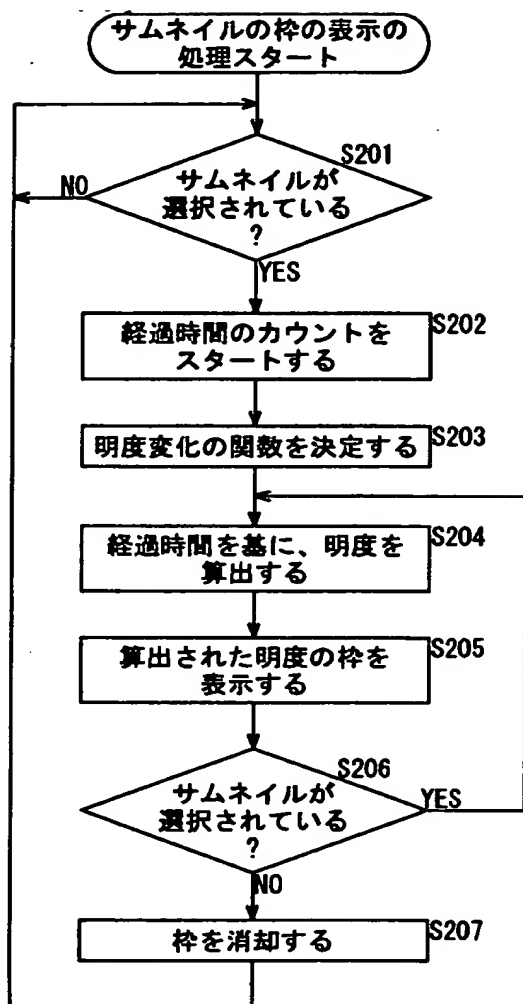 サムネイルの枠の表示の
処理スタート
S201
NO
サムネイルが
選択されている
?
YES
経過時間のカウントを
スタートする
S202
明度変化の関数を決定する
S203
経過時間を基に、明度を
算出する
S204
算出された明度の枠を
表示する
S205
S206
サムネイルが
選択されている
?
YES
NO
枠を消却する
S207